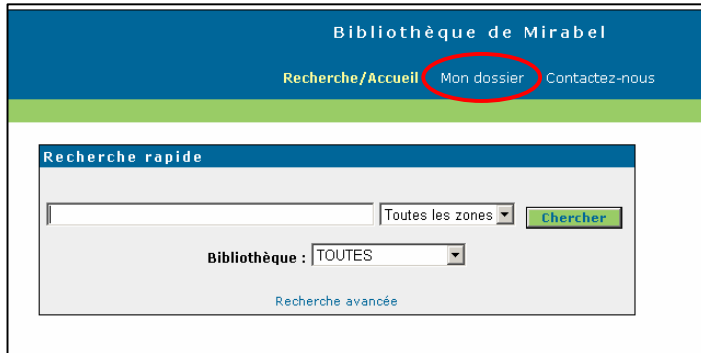 Bibliothèque de Mirabel
Recherche/Accueil Mon dossier Contactez-nous
Recherche rapide
Toutes les zones Chercher
Bibliothèque : TOUTES
Recherche avancée